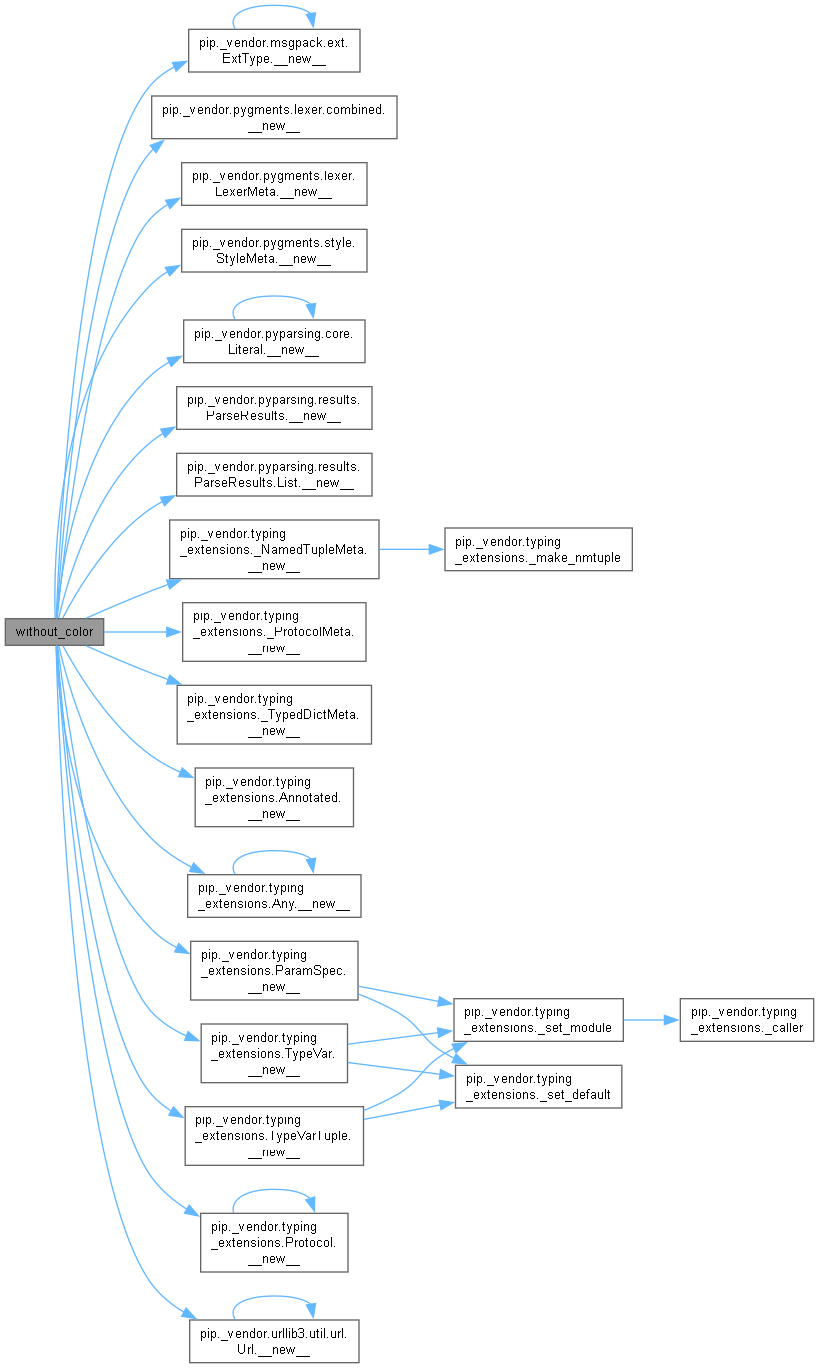 pip._vendor.msgpack.ext.
ExtType.__new__
pip._vendor.pygments.lexer.combined.
__new__
pip._vendor.pygments.lexer.
LexerMeta.__new__
pip._vendor.pygments.style.
StyleMeta.__new__
pip._vendor.pyparsing.core.
Literal.__new__
pip._vendor.pyparsing.results.
ParseResults.__new__
pip._vendor.pyparsing.results.
ParseResults.List.__new__
pip._vendor.typing
_extensions._NamedTupleMeta.
__new__
pip._vendor.typing
_extensions._make_nmtuple
without_color
pip._vendor.typing
_extensions._ProtocolMeta.
__new__
pip._vendor.typing
_extensions._TypedDictMeta.
__new__
pip._vendor.typing
_extensions.Annotated.
__new__
pip._vendor.typing
_extensions.Any.__new__
pip._vendor.typing
_extensions.ParamSpec.
__new__
pip._vendor.typing
_extensions._set_module
pip._vendor.typing
_extensions._caller
pip._vendor.typing
_extensions.TypeVar.
__new__
pip._vendor.typing
_extensions._set_default
pip._vendor.typing
_extensions.TypeVarTuple.
__new__
pip._vendor.typing
_extensions.Protocol.
__new__
pip._vendor.urllib3.util.url.
Url.__new__